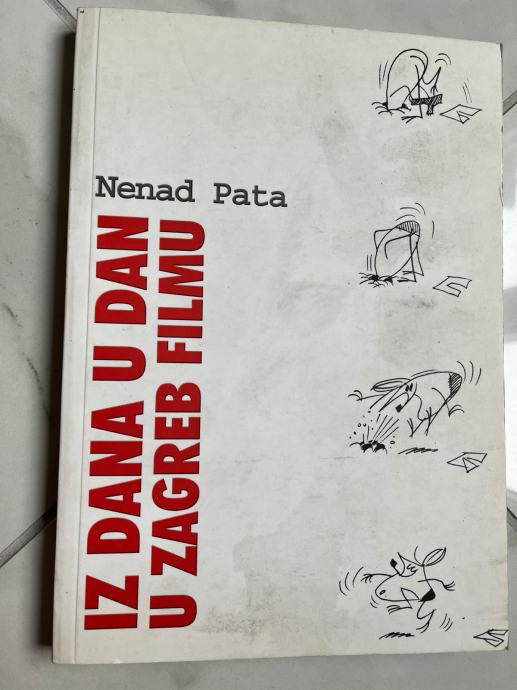 Nenad Pata
IZ DANA U DAN
U ZAGREB FILMU